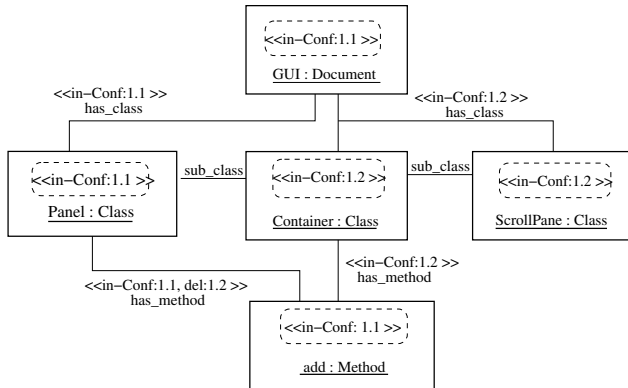 <<in-Conf:1.1 >>
GUI : Document
<<in-Conf:1.1 >>
has_class
<<in-Conf:1.2 >>
has_class
<<in-Conf:1.1 >>
Panel : Class
sub_class
<<in-Conf:1.2 >>
Container : Class
sub_class
<<in-Conf:1.2 >>
ScrollPane : Class
<<in-Conf:1.1, del:1.2 >>
has_method
<<in-Conf:1.2 >>
has_method
<<in-Conf: 1.1 >>
add : Method